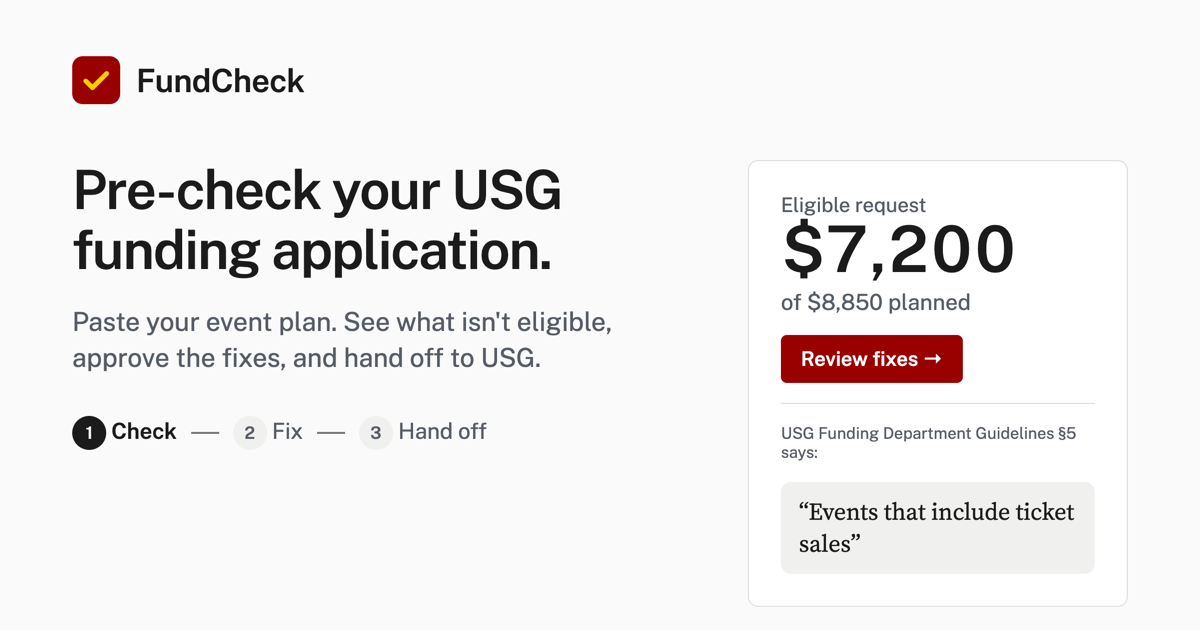 FundCheck
Pre-check your USG
funding application.
Paste your event plan. See what isn't eligible,
approve the fixes, and hand off to USG.
1 Check — 2 Fix — 3 Hand off
Eligible request
$7,200
of $8,850 planned
Review fixes →
USG Funding Department Guidelines §5
says:
“Events that include ticket
sales”